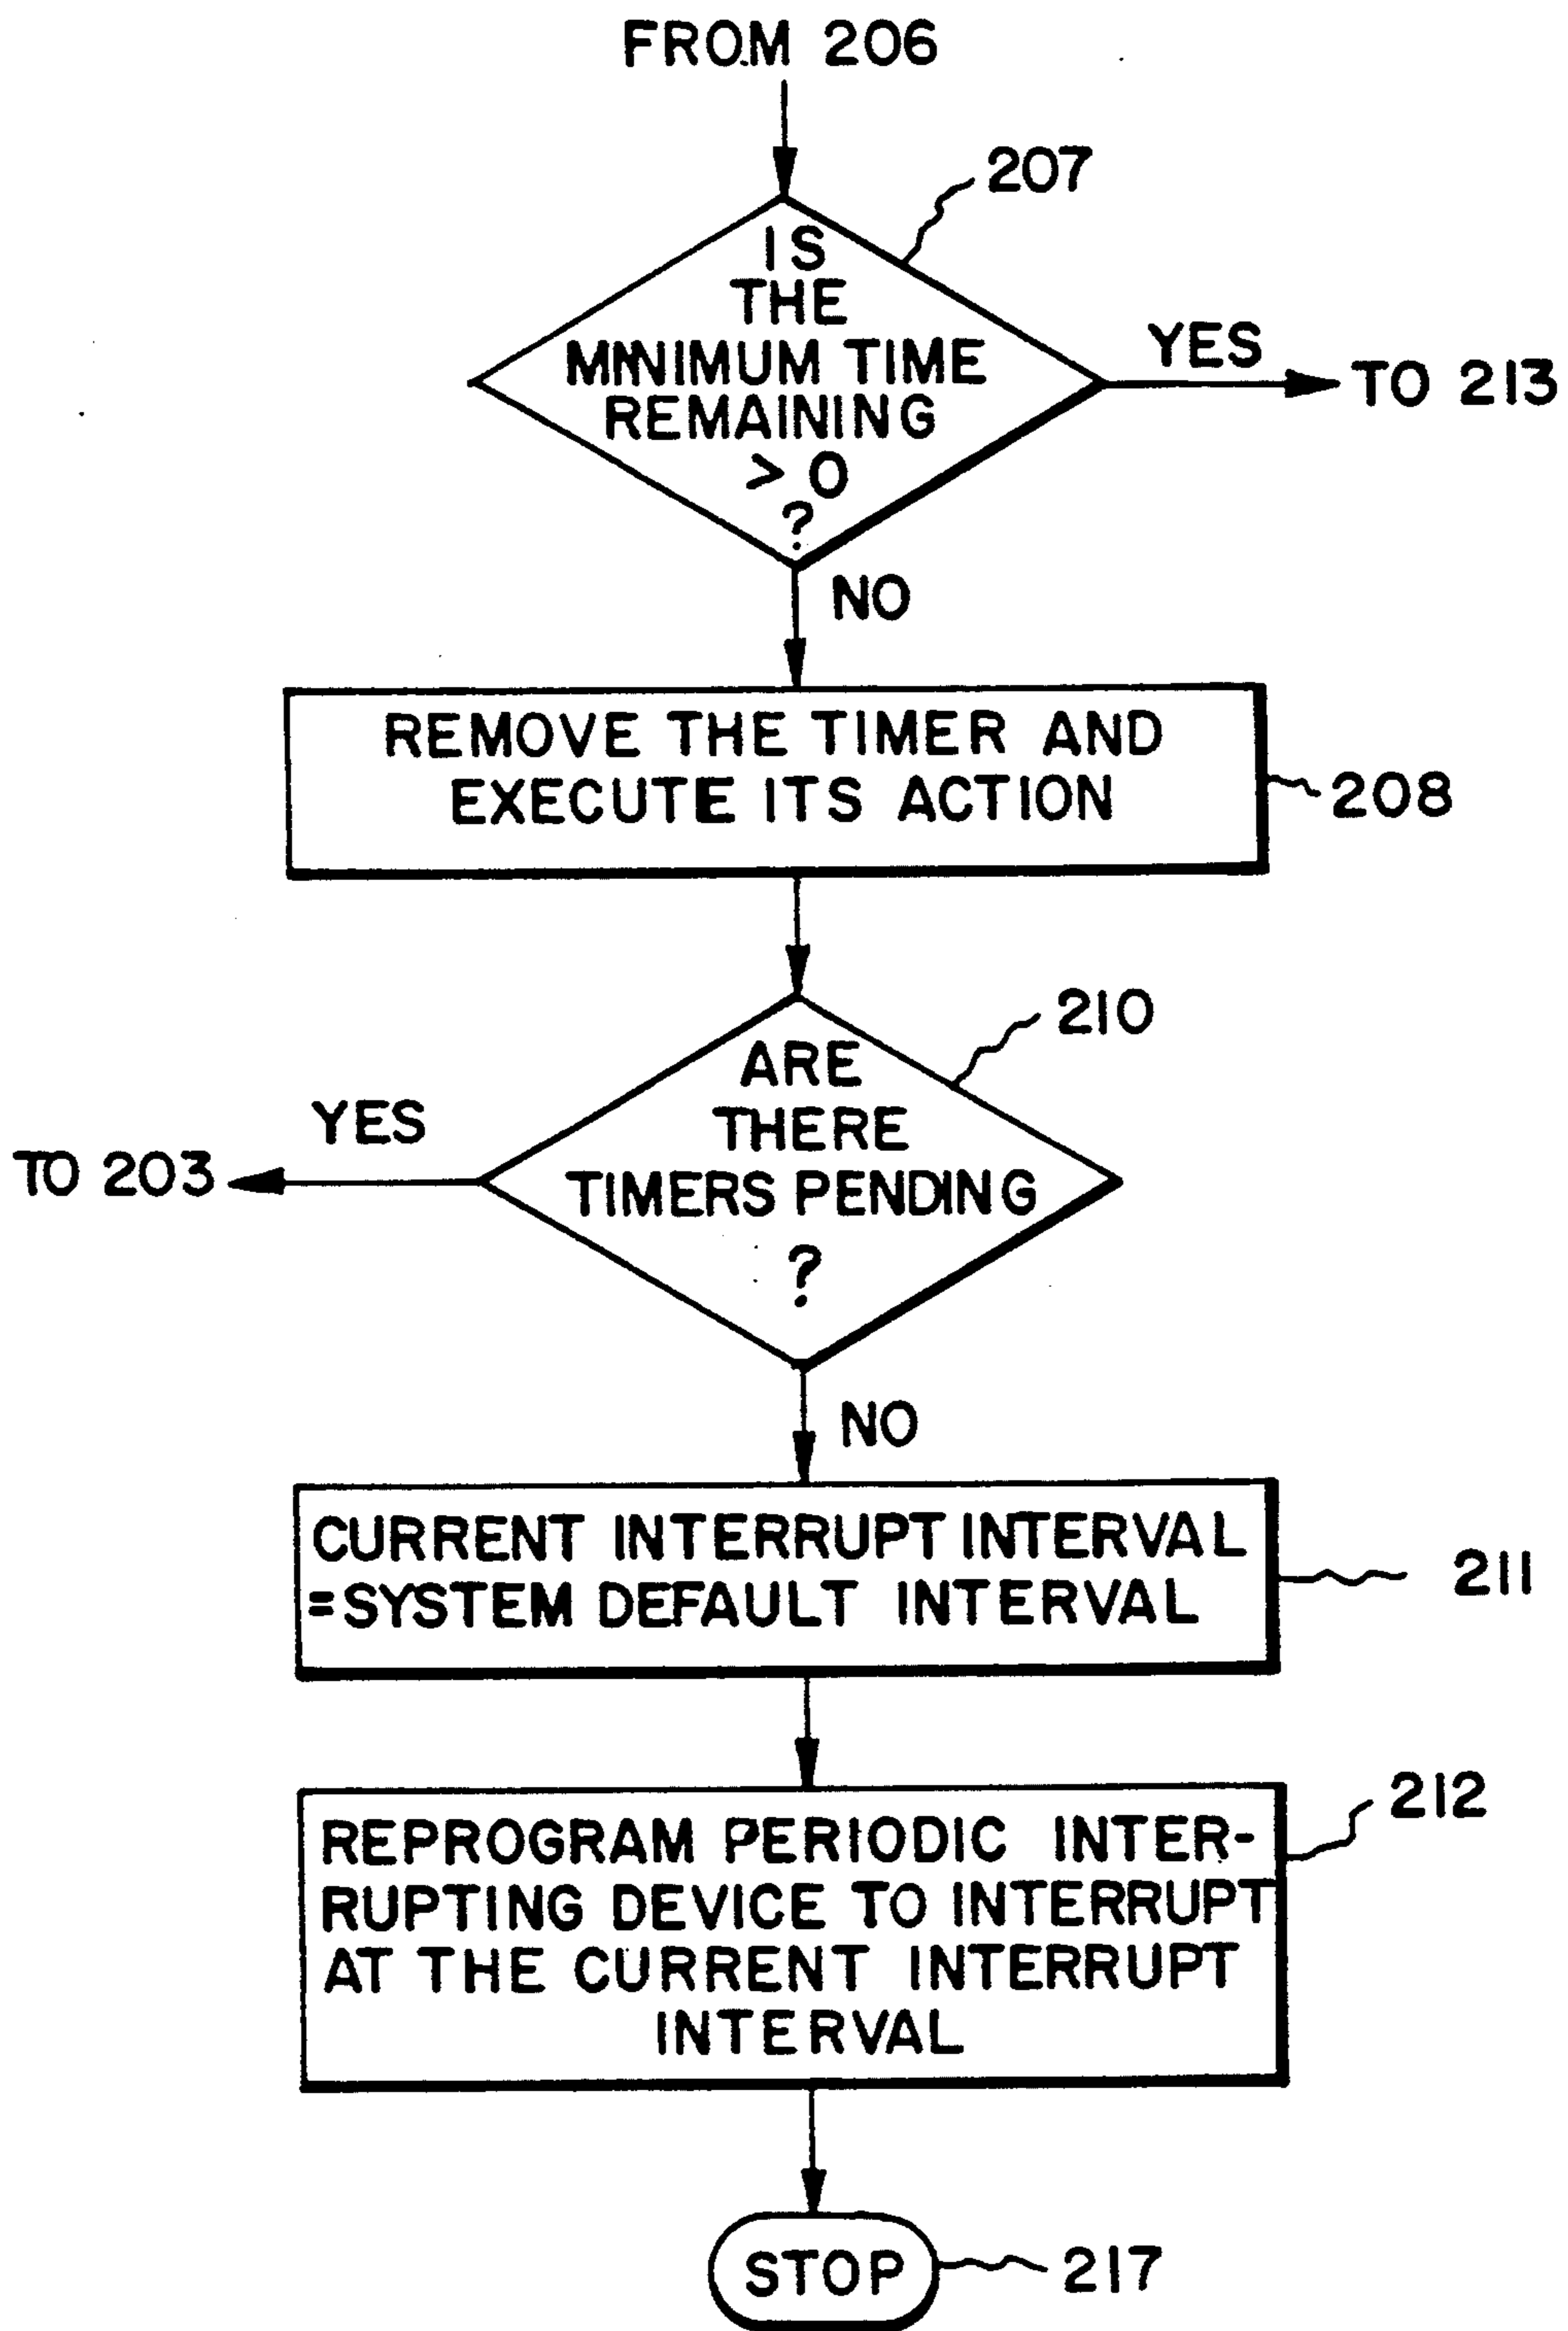 FROM 206
207
IS
THE
MINIMUM TIME
REMAINING
> 0
?
YES
TO 213
NO
REMOVE THE TIMER AND
EXECUTE ITS ACTION
208
210
ARE
THERE
TIMERS PENDING
?
YES
TO 203
NO
CURRENT INTERRUPT INTERVAL
=SYSTEM DEFAULT INTERVAL
211
212
REPROGRAM PERIODIC INTER-
RUPTING DEVICE TO INTERRUPT
AT THE CURRENT INTERRUPT
INTERVAL
STOP
217